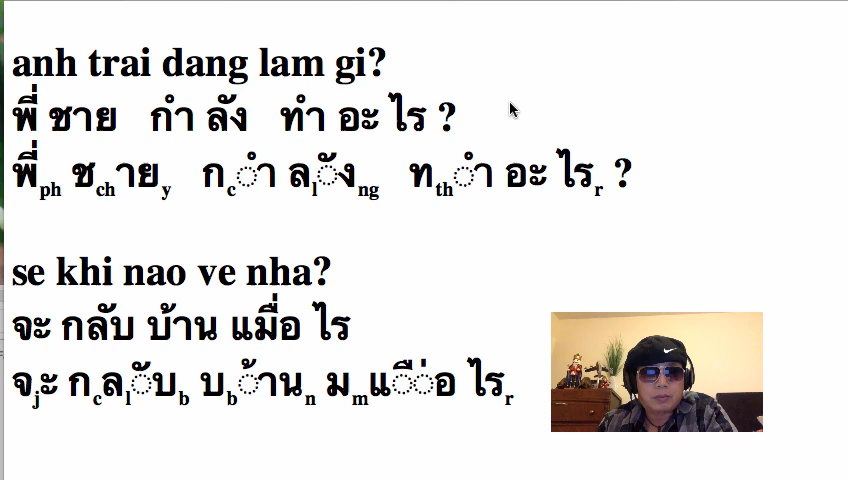 anh trai dang lam gi?
พี่ ชาย กำ ลัง ทำ อะ ไร ?
พี่ph ชchายy กcำ ลlังng ทthำ อะ ไรr ?
se khi nao ve nha?
จะ กลับ บ้าน แมื่อ ไร
จjะ กcลlับb บb้านn มmแื่อ ไรr